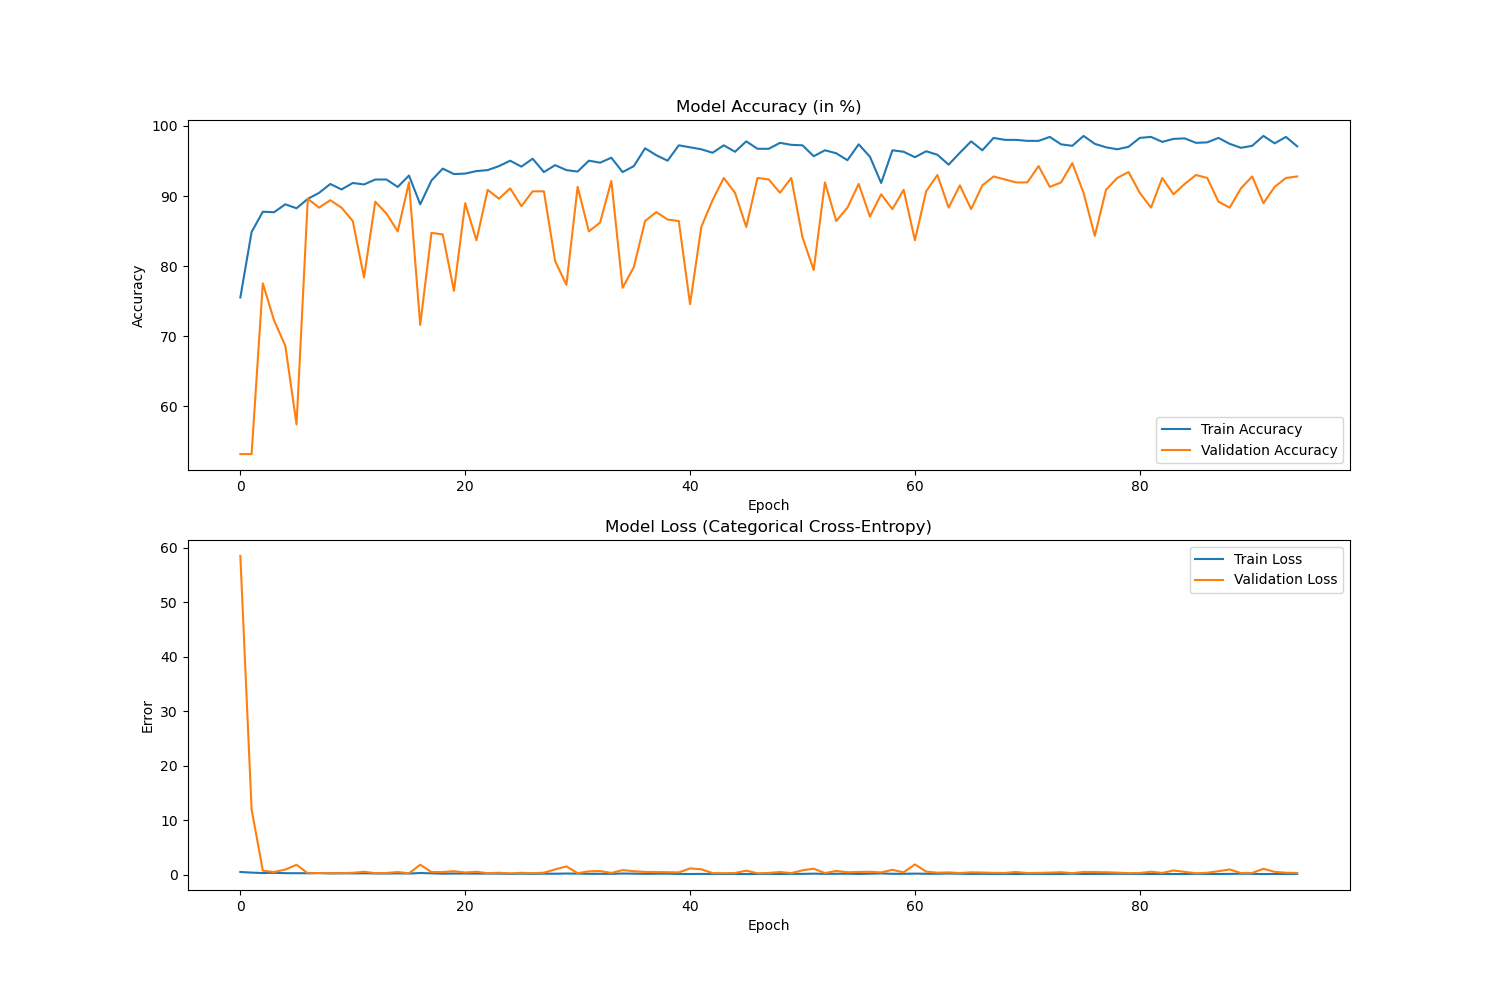 Model Accuracy (in %)
100
90
80
70
60
Accuracy
Train Accuracy
Validation Accuracy
0 20 40 60 80
Epoch
Model Loss (Categorical Cross-Entropy)
60
50
40
30
20
10
0
Error
Train Loss
Validation Loss
0 20 40 60 80
Epoch